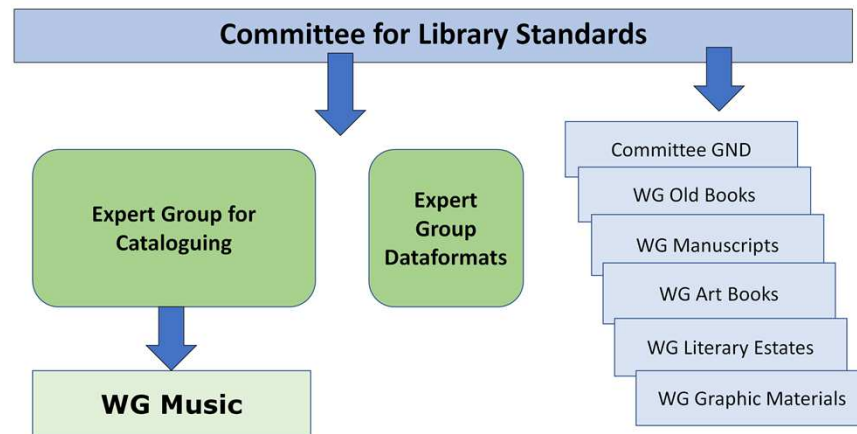 Committee for Library Standards
Expert Group for
Cataloguing
Expert
Group
Dataformats
Committee GND
WG Old Books
WG Manuscripts
WG Art Books
WG Literary Estates
WG Graphic Materials
WG Music